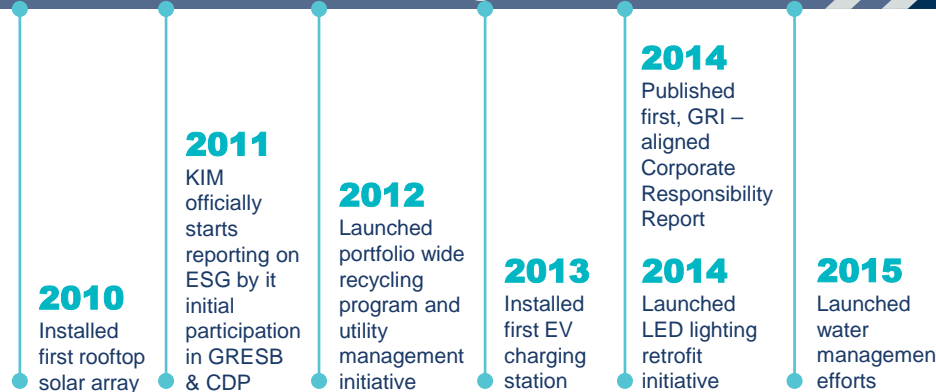 2010
Installed
first rooftop
solar array
2011
KIM
officially
starts
reporting on
ESG by it
initial
participation
in GRESB
& CDP
2012
Launched
portfolio wide
recycling
program and
utility
management
initiative
2013
Installed
first EV
charging
station
2014
Published
first, GRI –
aligned
Corporate
Responsibility
Report
2014
Launched
LED lighting
retrofit
initiative
2015
Launched
water
managemen
efforts